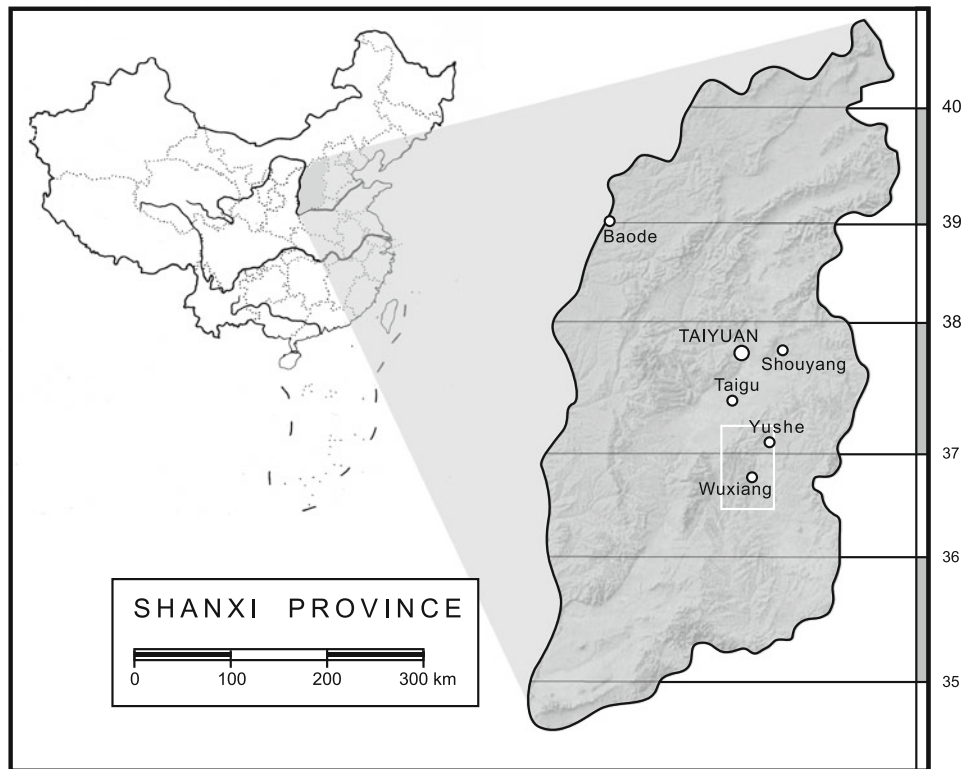 40
39
Baode
38
TAIYUAN
Shouyang
Taigu
Yushe
37
Wuxiang
36
SHANXI PROVINCE
0 100 200 300 km
35